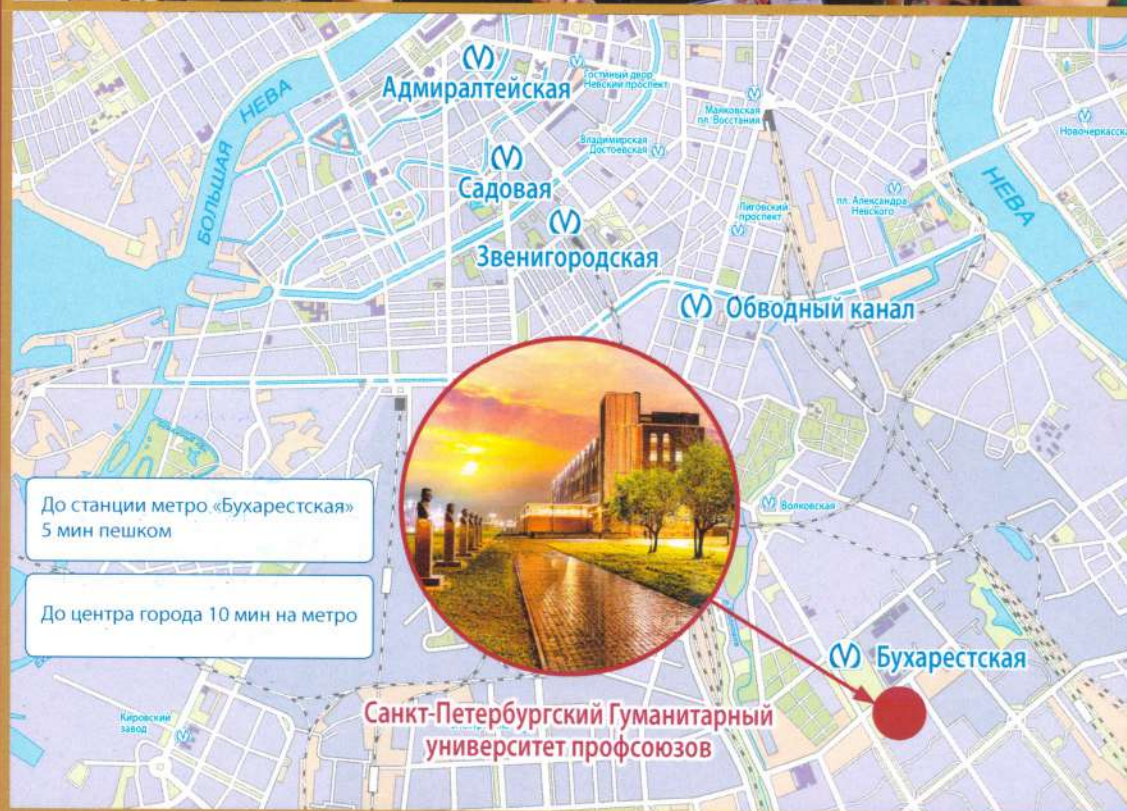 Адмиралтейская
Гостиный двор
Невский проспект
Маяковская
пл. Восстания
Новочеркасска
БОЛЬШАЯ НЕВА
Владимирская
Достоевская
Садовая
НЕВА
пл. Александра
Невского
Лиговский
проспект
Звенигородская
Обводный канал
До станции метро «Бухарестская»
5 мин пешком
Волковская
До центра города 10 мин на метро
Бухарестская
Кировский
завод
Санкт-Петербургский Гуманитарный
университет профсоюзов